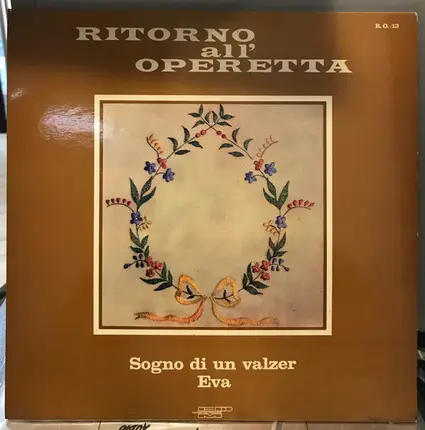 R. O. /13
RITORNO
all'
OPERETTA
Sogno di un valzer
Eva